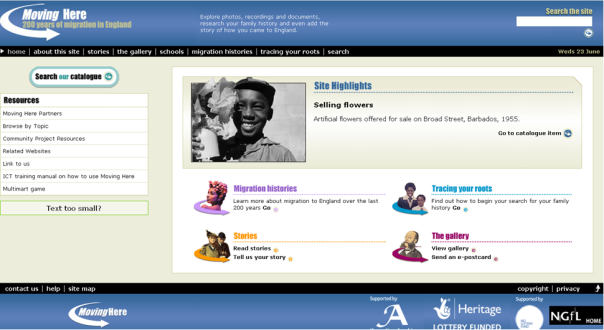 Moving Here
200 years of migration in England
Explore photos, recordings and documents,
research your family history and even add the
story of how you came to England.
Search the site
home | about this site | stories | the gallery | schools | migration histories | tracing your roots | search
Weds 23 June
Search our catalogue
Resources
Moving Here Partners
Browse by Topic
Community Project Resources
Related Websites
Link to us
ICT training manual on how to use Moving Here
Multimart game
Text too small?
Site Highlights
Selling flowers
Artificial flowers offered for sale on Broad Street, Barbados, 1955.
Go to catalogue item
Migration histories
Learn more about migration to England over the last
200 years Go
Tracing your roots
Find out how to begin your search for your family
history Go
Stories
Read stories
Tell us your story
The gallery
View gallery
Send an e-postcard
contact us | help | site map
copyright | privacy
Moving Here
Supported by
A
Heritage
LOTTERY FUNDED
Supported by
NGfL HOME